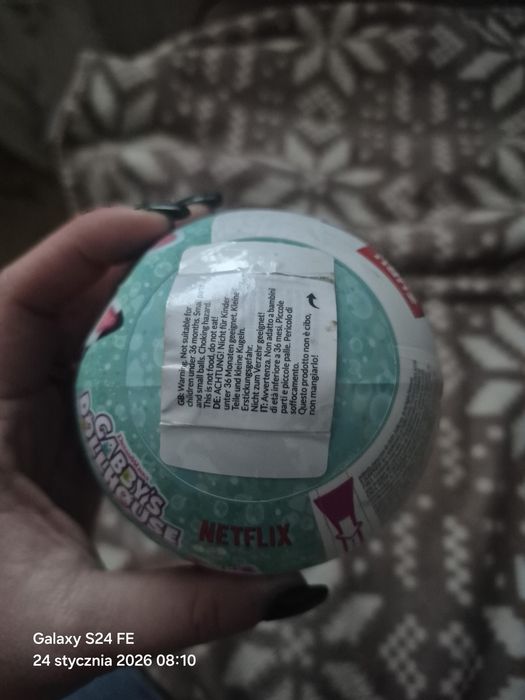 GB: Warning. Not suitable for
children under 36 months. Small
and small balls. Choking hazard.
This is not food, do not eat!
DE: ACHTUNG! Nicht für Kinder
unter 36 Monaten geeignet. Kleine
Teile und kleine Kugeln.
Erstickungsgefahr.
Nicht zum Verzehr geeignet!
IT: Avvertenza. Non adatto a bambini
di età inferiore a 36 mesi. Piccole
parti e piccole palle. Pericolo di
soffocamento.
Questo prodotto non è cibo,
non mangiarlo!
GABBY'S
DOLLHOUSE
NETFLIX
Galaxy S24 FE
24 stycznia 2026 08:10